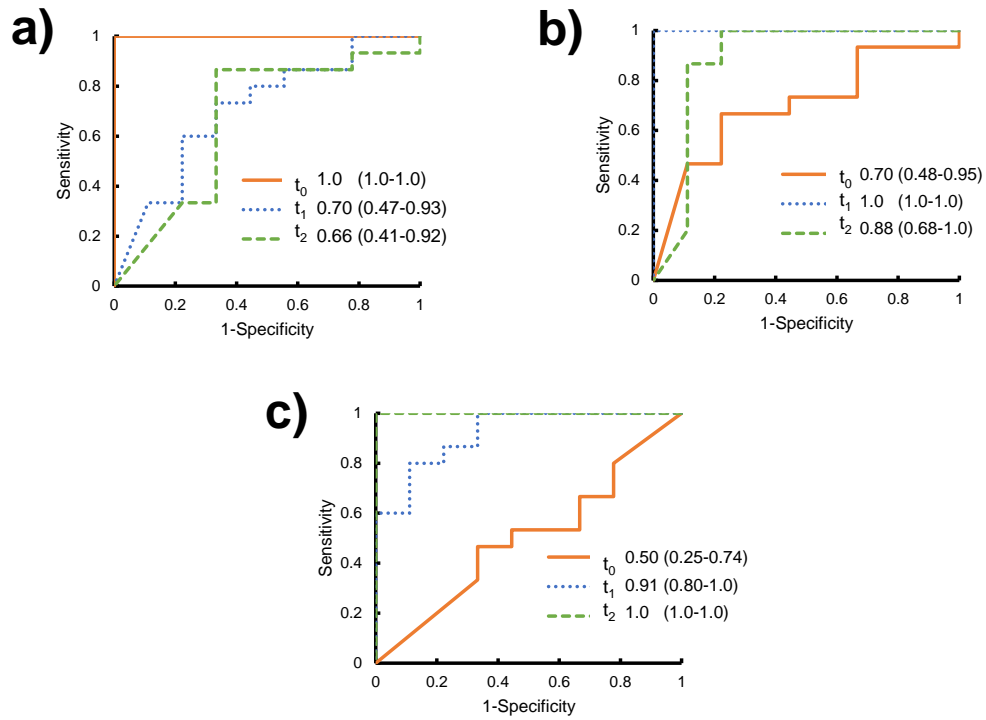 a)
1
0.8
0.6
0.4
0.2
0
Sensitivity
t0 1.0 (1.0-1.0)
t1 0.70 (0.47-0.93)
t2 0.66 (0.41-0.92)
0 0.2 0.4 0.6 0.8 1
1-Specificity
b)
1
0.8
0.6
0.4
0.2
0
Sensitivity
t0 0.70 (0.48-0.95)
t1 1.0 (1.0-1.0)
t2 0.88 (0.68-1.0)
0 0.2 0.4 0.6 0.8 1
1-Specificity
c)
1
0.8
0.6
0.4
0.2
0
Sensitivity
t0 0.50 (0.25-0.74)
t1 0.91 (0.80-1.0)
t2 1.0 (1.0-1.0)
0 0.2 0.4 0.6 0.8 1
1-Specificity